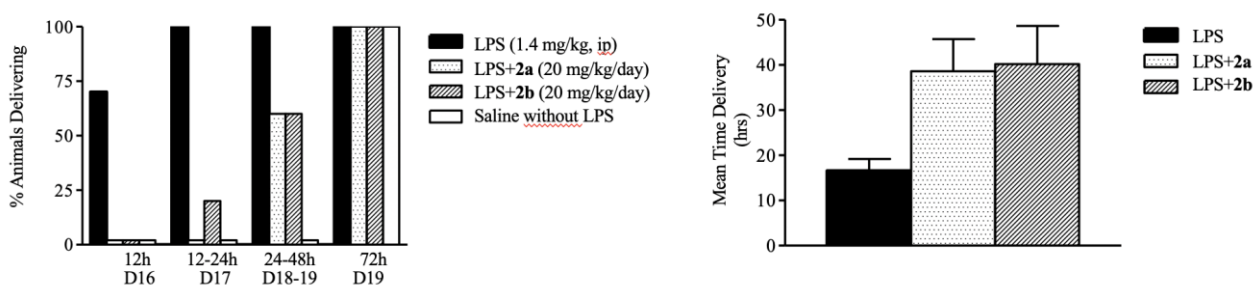 % Animals Delivering
100
75
50
25
0
12h
D16
12-24h
D17
24-48h
D18-19
72h
D19
LPS (1.4 mg/kg, ip)
LPS+2a (20 mg/kg/day)
LPS+2b (20 mg/kg/day)
Saline without LPS
Mean Time Delivery
(hrs)
50
40
30
20
10
0
LPS
LPS+2a
LPS+2b